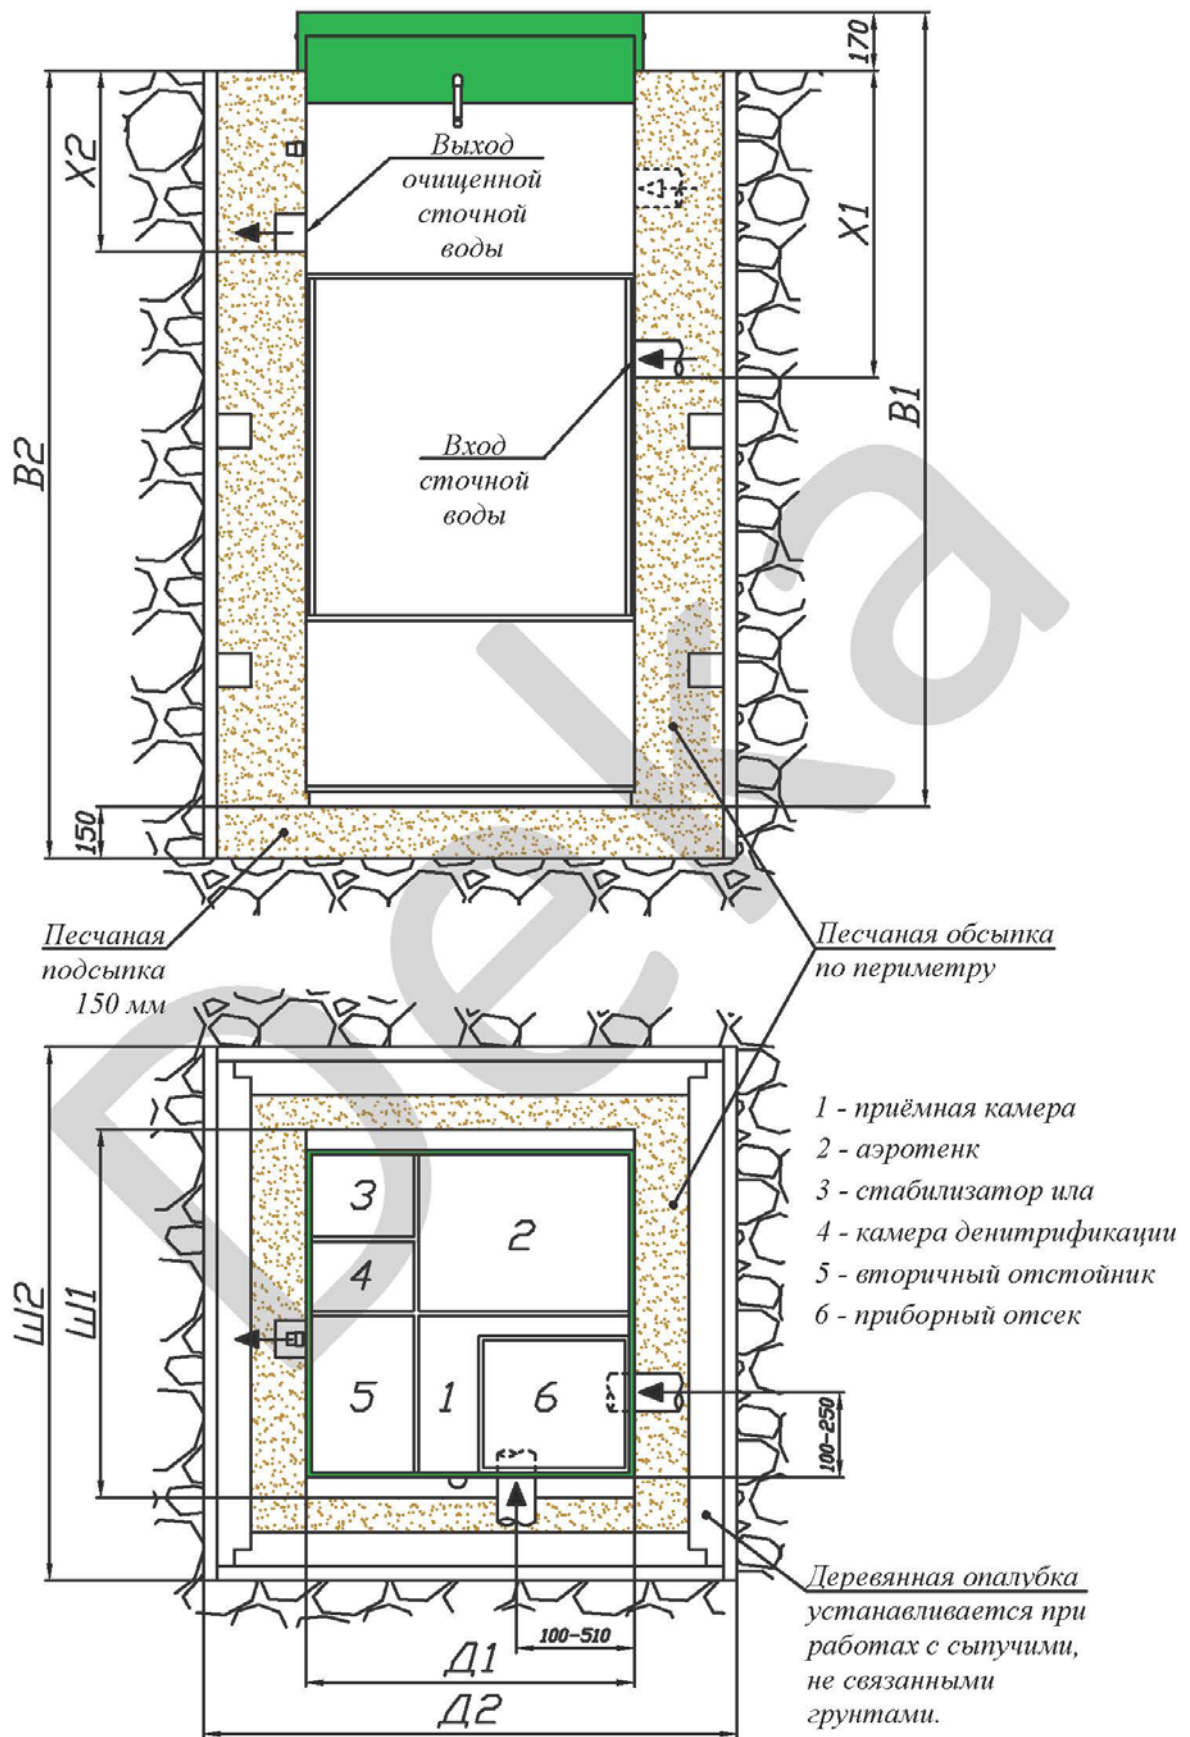 170
X2
Выход
очищенной
сточной
воды
X1
B1
B2
Вход
сточной
воды
150
Песчаная
подсыпка
150 мм
Песчаная обсыпка
по периметру
1 - приёмная камера
2 - аэротенк
3 - стабилизатор ила
4 - камера денитрификации
5 - вторичный отстойник
6 - приборный отсек
3
2
4
5
1
6
Ш2
Ш1
100-250
100-510
Д1
Д2
Деревянная опалубка
устанавливается при
работах с сыпучими,
не связанными
грунтами.
Deka